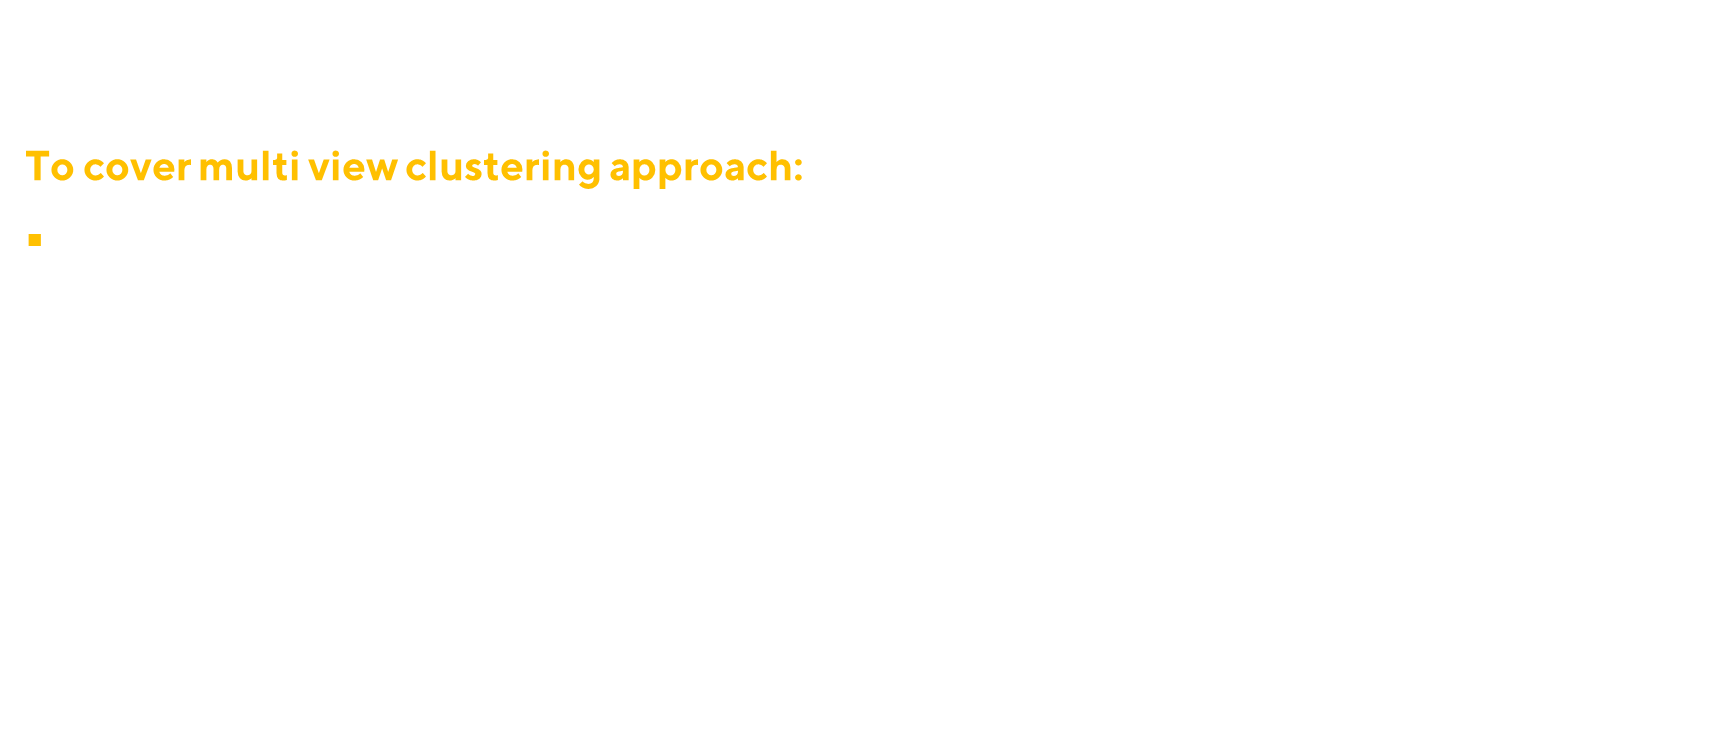 To cover multi view clustering approach:
▪